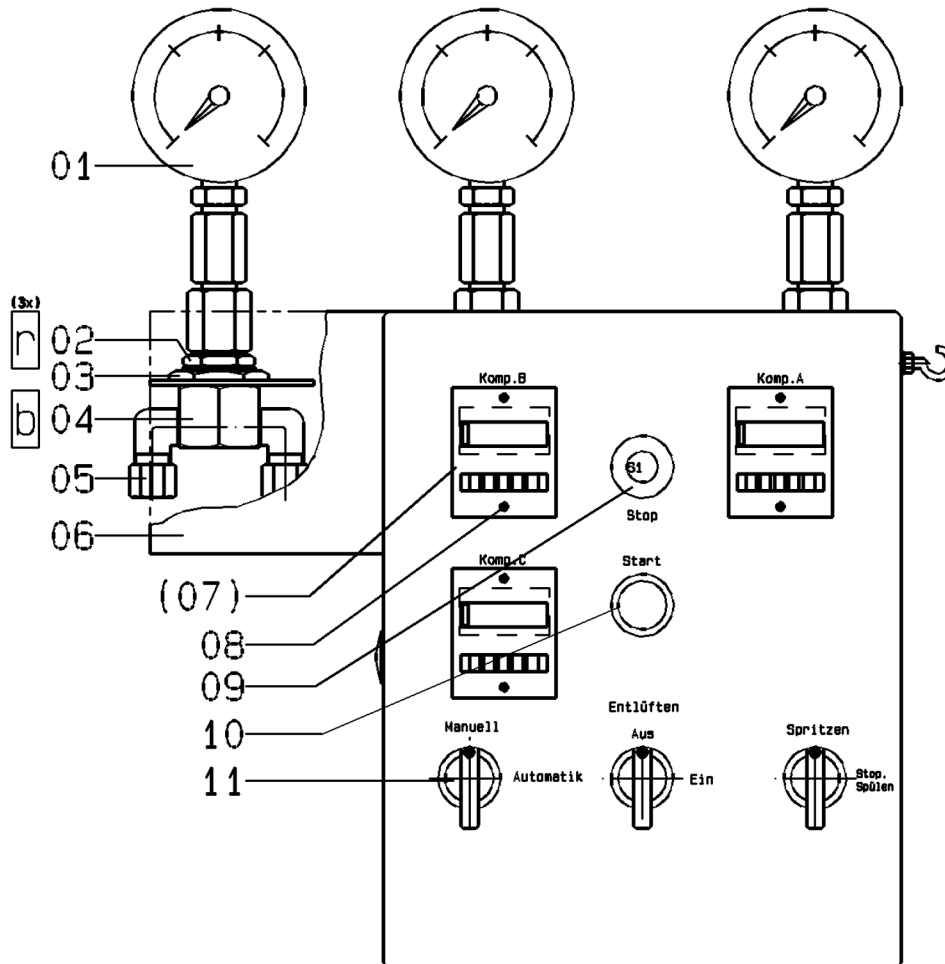 01
(3x)
r 02
03
b 04
05
06
(07)
08
09
10
11
Komp.B
Komp.A
S1
Stop
Komp.C
Start
Entlüften
Manuell
Aus
Spritzen
Automatik
Ein
Stop.
Spülen